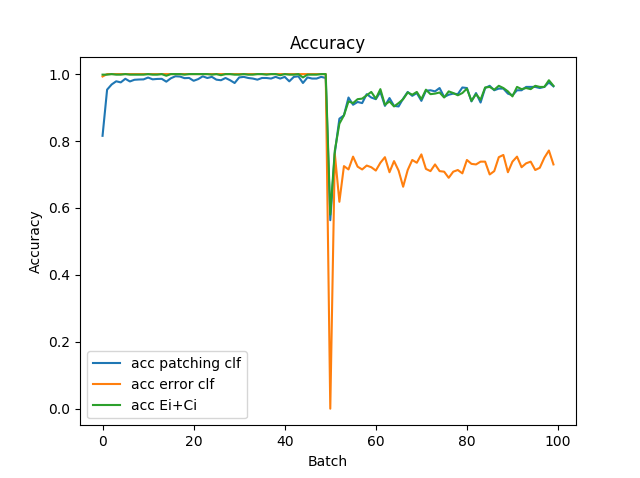 Accuracy
1.0
0.8
0.6
0.4
0.2
0.0
Accuracy
acc patching clf
acc error clf
acc Ei+Ci
0 20 40 60 80 100
Batch